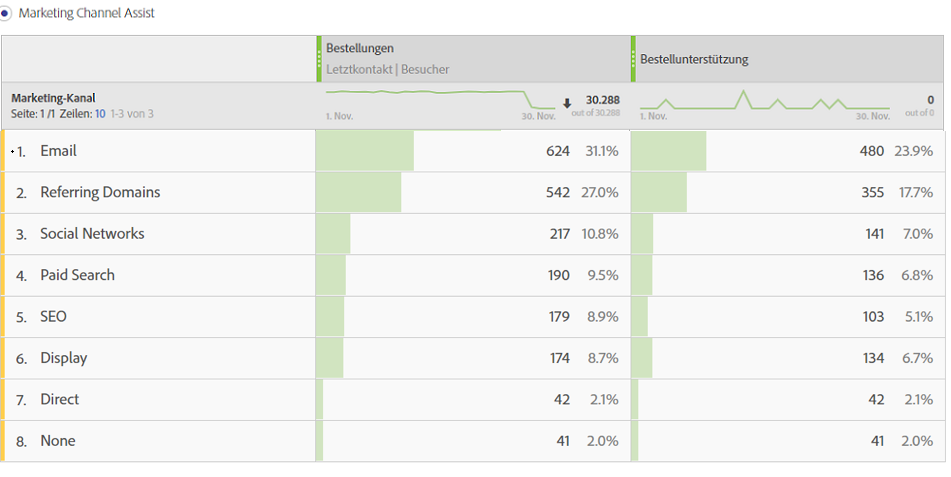 Marketing Channel Assist
Bestellungen
Letztkontakt | Besucher
Bestellunterstützung
Marketing-Kanal
Seite: 1 /1 Zeilen: 10 1-3 von 3
30.288
out of 30.288
1. Nov. 30. Nov.
0
out of 0
1. Nov. 30. Nov.
1. Email 624 31.1% 480 23.9%
2. Referring Domains 542 27.0% 355 17.7%
3. Social Networks 217 10.8% 141 7.0%
4. Paid Search 190 9.5% 136 6.8%
5. SEO 179 8.9% 103 5.1%
6. Display 174 8.7% 134 6.7%
7. Direct 42 2.1% 42 2.1%
8. None 41 2.0% 41 2.0%